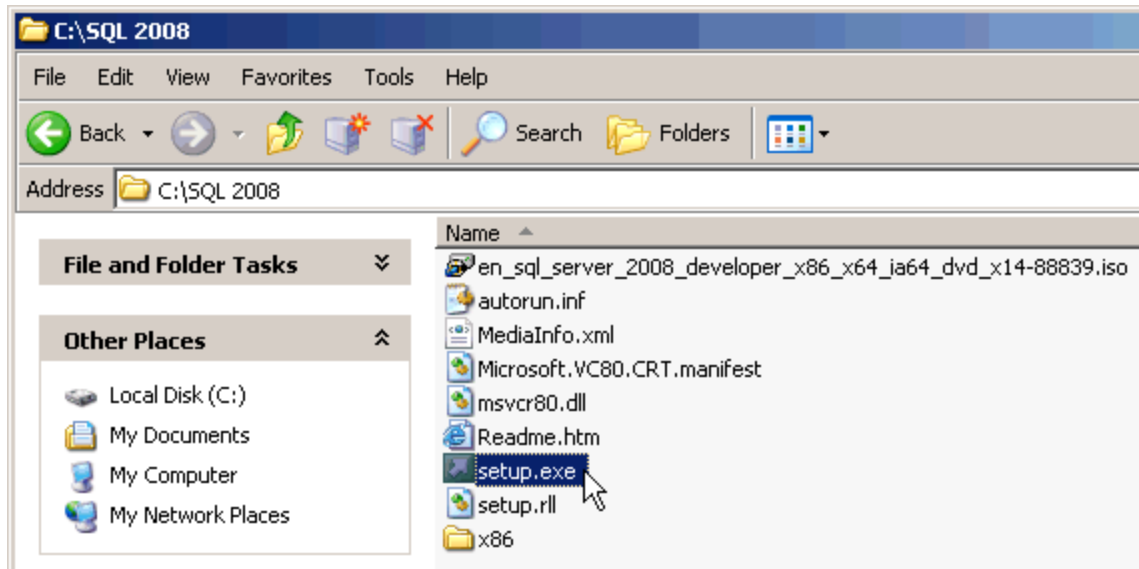 C:\SQL 2008
File Edit View Favorites Tools Help
Back Search Folders
Address C:\SQL 2008
File and Folder Tasks
Other Places
Local Disk (C:)
My Documents
My Computer
My Network Places
Name
en_sql_server_2008_developer_x86_x64_ia64_dvd_x14-88839.iso
autorun.inf
MediaInfo.xml
Microsoft.VC80.CRT.manifest
msvcr80.dll
Readme.htm
setup.exe
setup.rll
x86